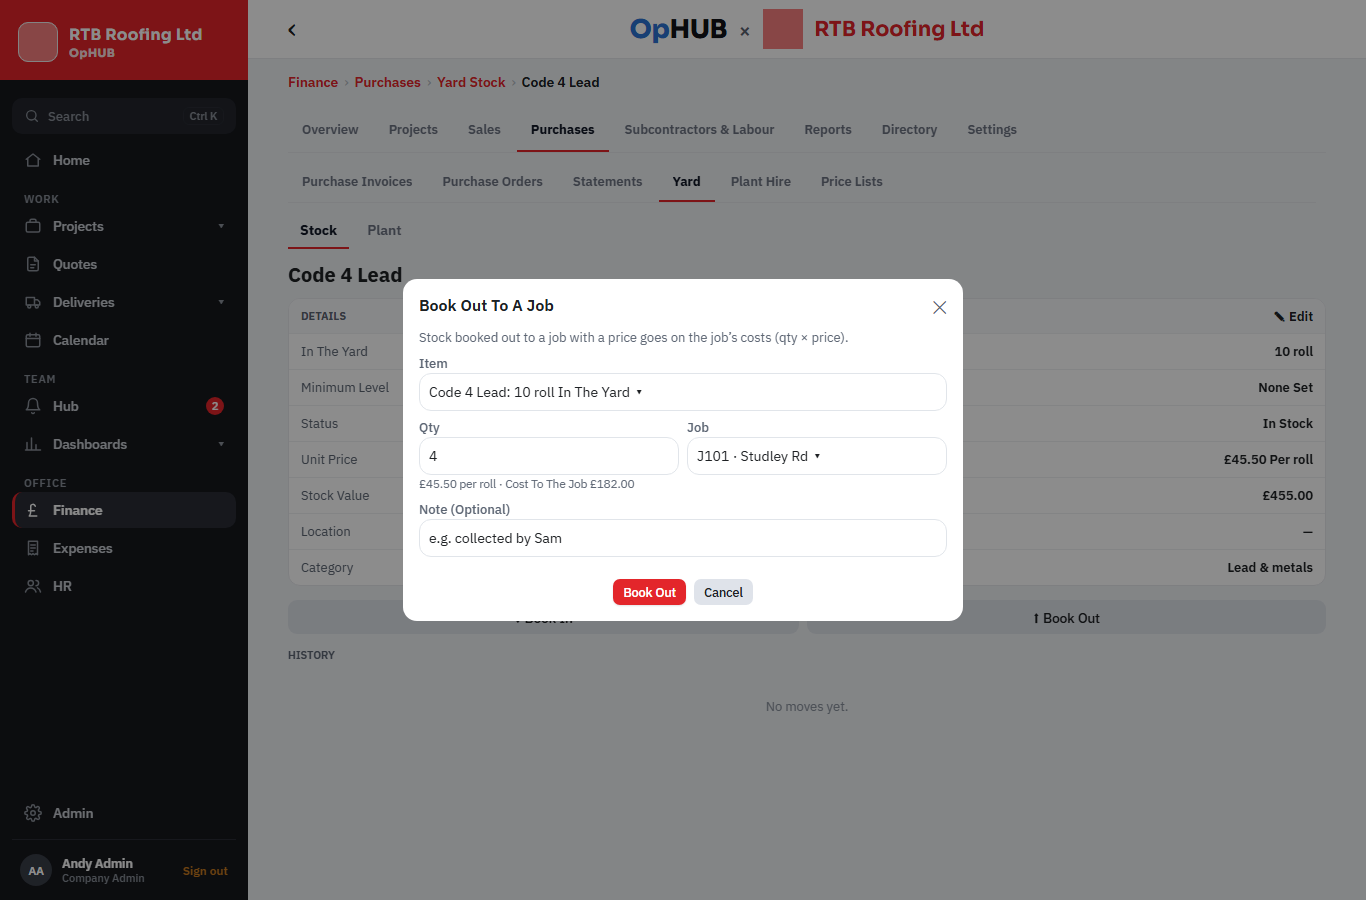 RTB Roofing Ltd
OpHUB
Search Ctrl K
Home
WORK
Projects
Quotes
Deliveries
Calendar
TEAM
Hub 2
Dashboards
OFFICE
Finance
Expenses
HR
Admin
AA Andy Admin
Company Admin
Sign out
OpHUB × RTB Roofing Ltd
Finance › Purchases › Yard Stock › Code 4 Lead
Overview Projects Sales Purchases Subcontractors & Labour Reports Directory Settings
Purchase Invoices Purchase Orders Statements Yard Plant Hire Price Lists
Stock Plant
Code 4 Lead
DETAILS Edit
In The Yard 10 roll
Minimum Level None Set
Status In Stock
Unit Price £45.50 Per roll
Stock Value £455.00
Location —
Category Lead & metals
Book Out To A Job
Stock booked out to a job with a price goes on the job’s costs (qty × price).
Item
Code 4 Lead: 10 roll In The Yard
Qty Job
4 J101 · Studley Rd
£45.50 per roll · Cost To The Job £182.00
Note (Optional)
e.g. collected by Sam
Book Out Cancel
Book In Book Out
HISTORY
No moves yet.